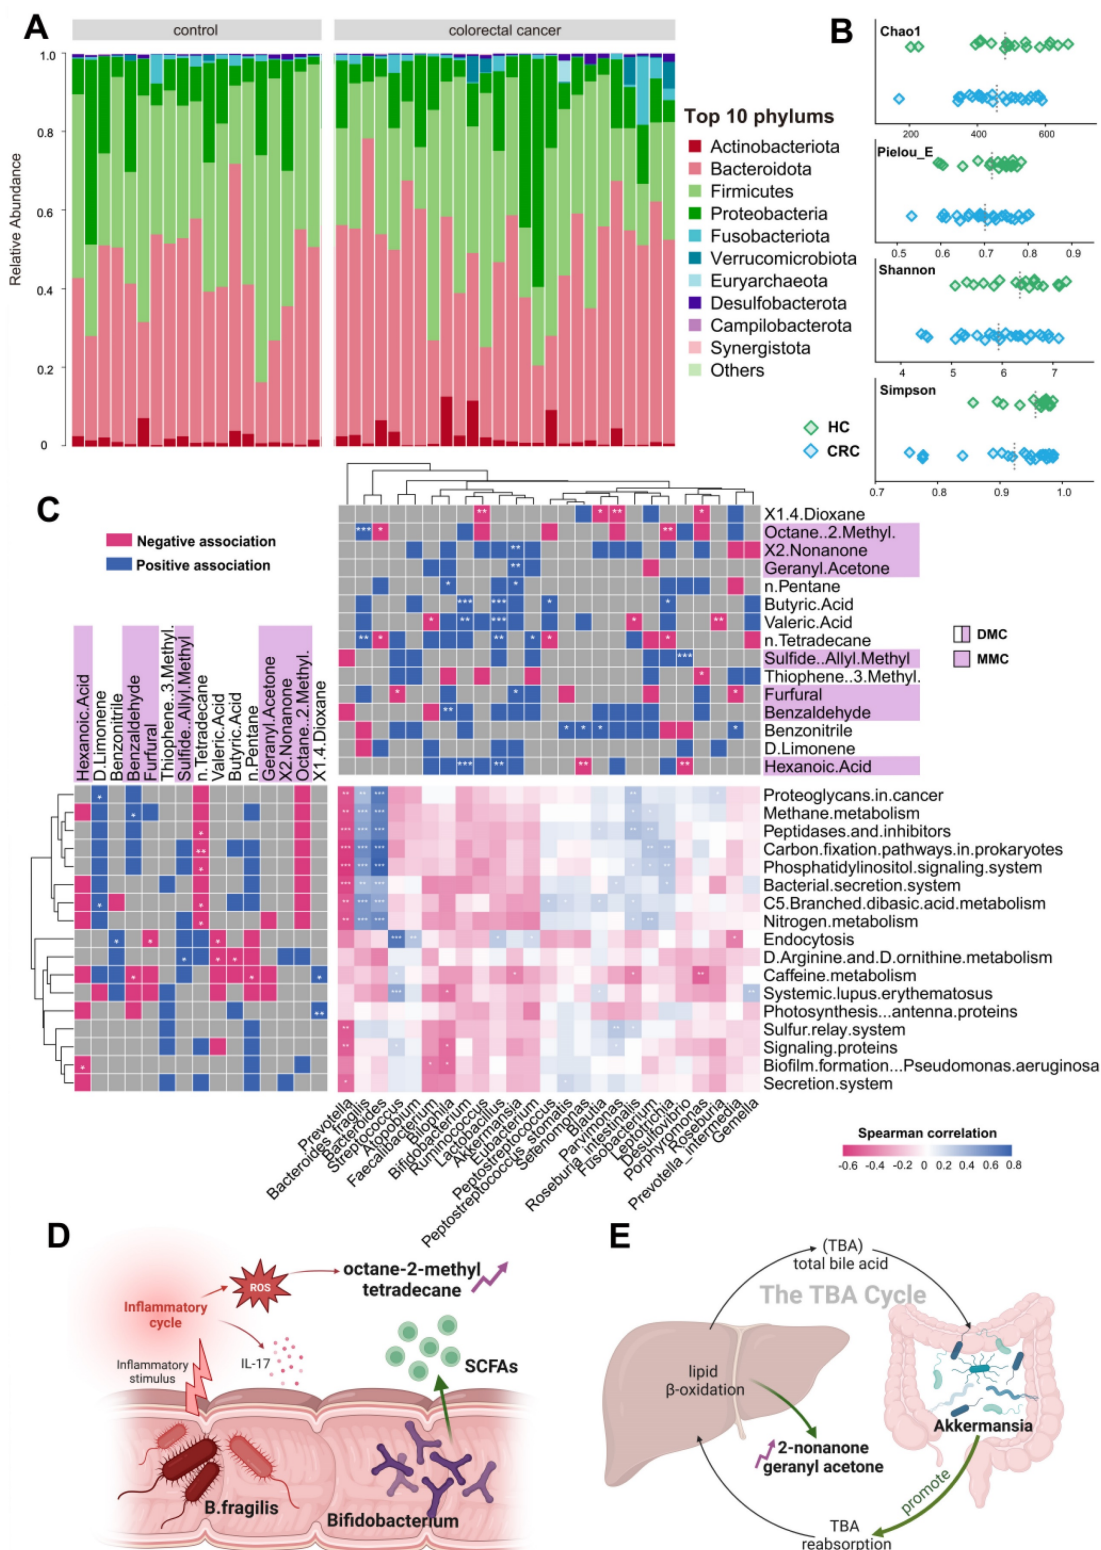 A
control
colorectal cancer
1.0
0.8
0.6
0.4
0.2
0
Relative Abundance
Top 10 phylums
Actinobacteriota
Bacteroidota
Firmicutes
Proteobacteria
Fusobacteriota
Verrucomicrobiota
Euryarchaeota
Desulfobacterota
Campilobacterota
Synergistota
Others
B
Chao1
200
400
600
Pielou_E
0.5
0.6
0.7
0.8
0.9
Shannon
4
5
6
7
Simpson
0.7
0.8
0.9
1.0
HC
CRC
C
Negative association
Positive association
X1.4.Dioxane
Octane..2.Methyl.
X2.Nonanone
Geranyl.Acetone
n.Pentane
Butyric.Acid
Valeric.Acid
n.Tetradecane
Sulfide..Allyl.Methyl
Thiophene..3.Methyl.
Furfural
Benzaldehyde
Benzonitrile
D.Limonene
Hexanoic.Acid
DMC
MMC
Hexanoic.Acid
D.Limonene
Benzonitrile
Benzaldehyde
Furfural
Thiophene..3.Methyl.
Sulfide..Allyl.Methyl
n.Tetradecane
Valeric.Acid
Butyric.Acid
n.Pentane
Geranyl.Acetone
X2.Nonanone
Octane..2.Methyl.
X1.4.Dioxane
Proteoglycans.in.cancer
Methane.metabolism
Peptidases.and.inhibitors
Carbon.fixation.pathways.in.prokaryotes
Phosphatidylinositol.signaling.system
Bacterial.secretion.system
C5.Branched.dibasic.acid.metabolism
Nitrogen.metabolism
Endocytosis
D.Arginine.and.D.ornithine.metabolism
Caffeine.metabolism
Systemic.lupus.erythematosus
Photosynthesis...antenna.proteins
Sulfur.relay.system
Signaling.proteins
Biofilm.formation...Pseudomonas.aeruginosa
Secretion.system
Prevotella
Bacteroides_fragilis
Bacteroides
Streptococcus
Atopobium
Faecalibacterium
Bilophila
Bifidobacterium
Ruminococcus
Lactobacillus
Akkermansia
Eubacterium
Peptostreptococcus
Peptostreptococcus_stomatis
Selenomonas
Blautia
Parvimonas
Roseburia_intestinalis
Fusobacterium
Leptotrichia
Desulfovibrio
Porphyromonas
Roseburia
Prevotella_intermedia
Gemella
Spearman correlation
-0.6 -0.4 -0.2 0 0.2 0.4 0.6 0.8
D
Inflammatory
cycle
ROS
octane-2-methyl
tetradecane
Inflammatory
stimulus
IL-17
SCFAs
B.fragilis
Bifidobacterium
E
(TBA)
total bile acid
The TBA Cycle
lipid
β-oxidation
2-nonanone
geranyl acetone
Akkermansia
promote
TBA
reabsorption